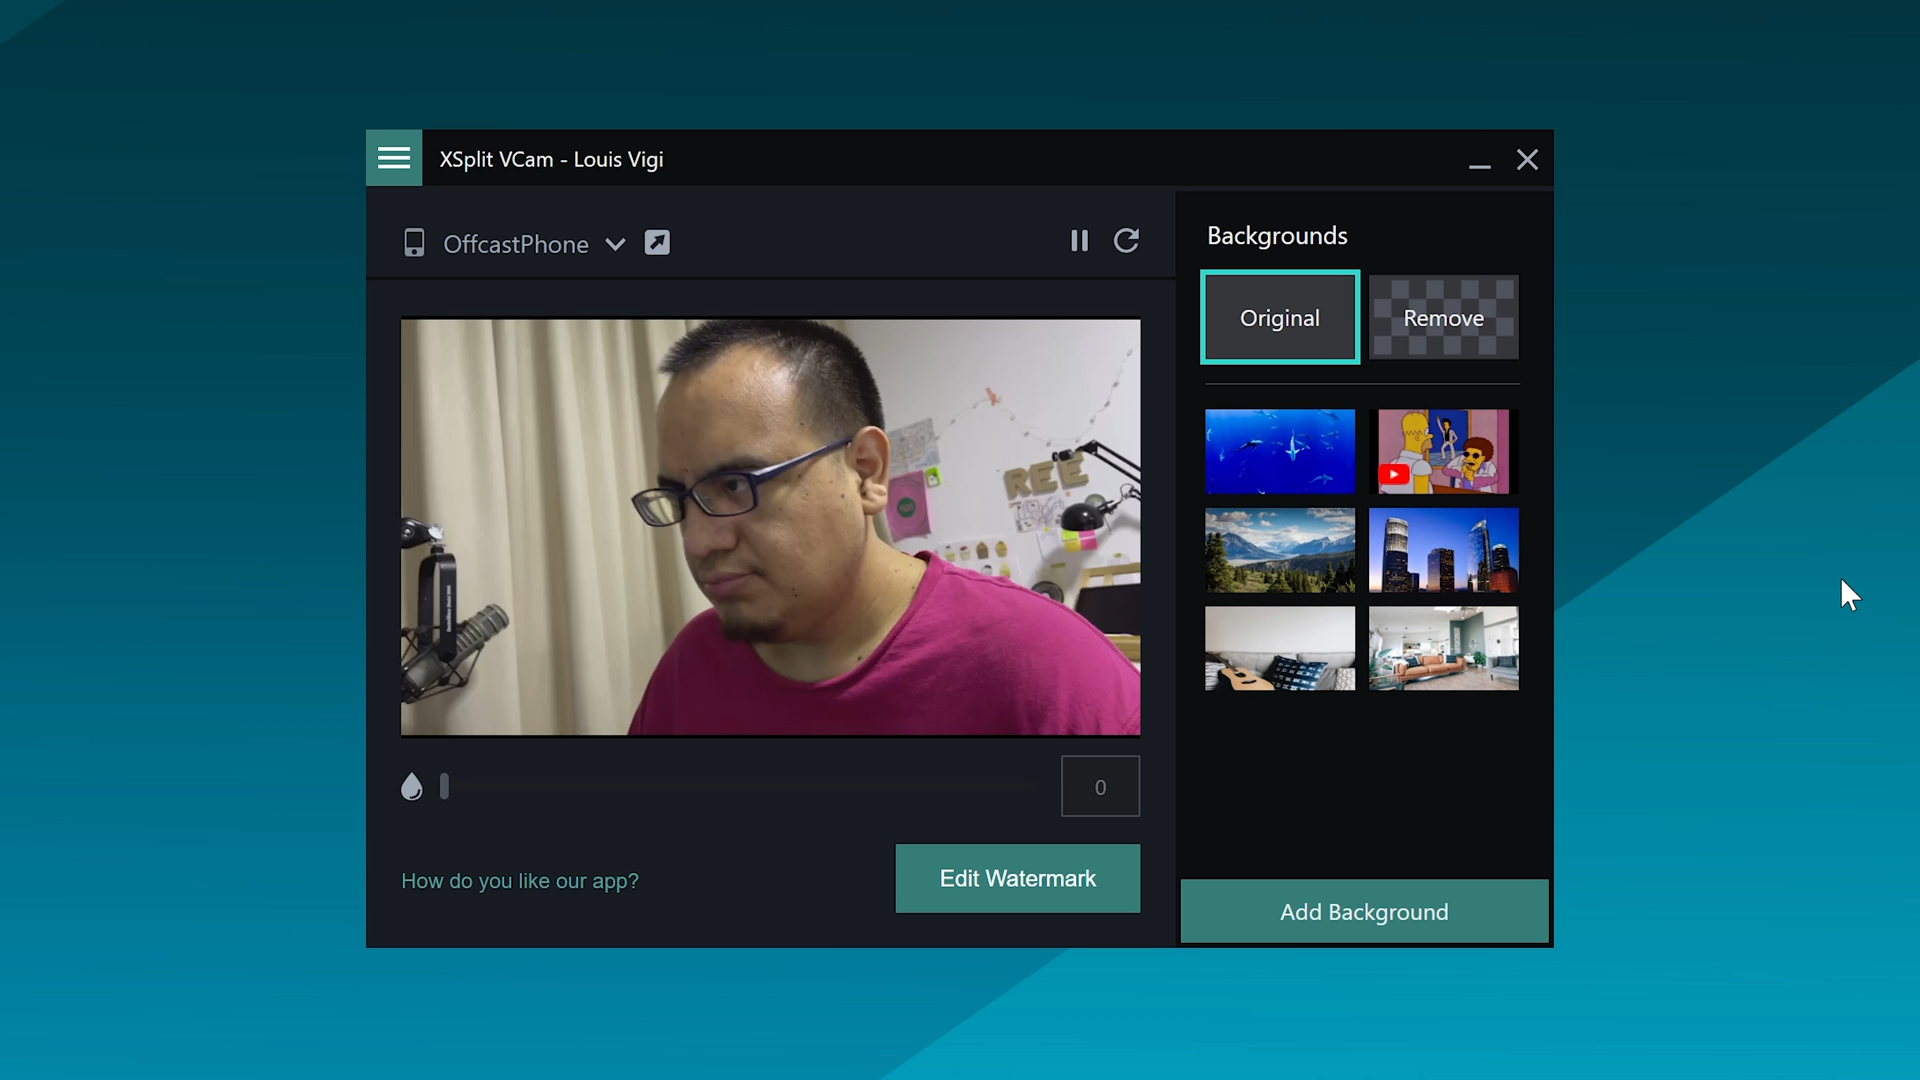 XSplit VCam - Louis Vigi
OffcastPhone
Backgrounds
Original
Remove
REE
0
How do you like our app?
Edit Watermark
Add Background